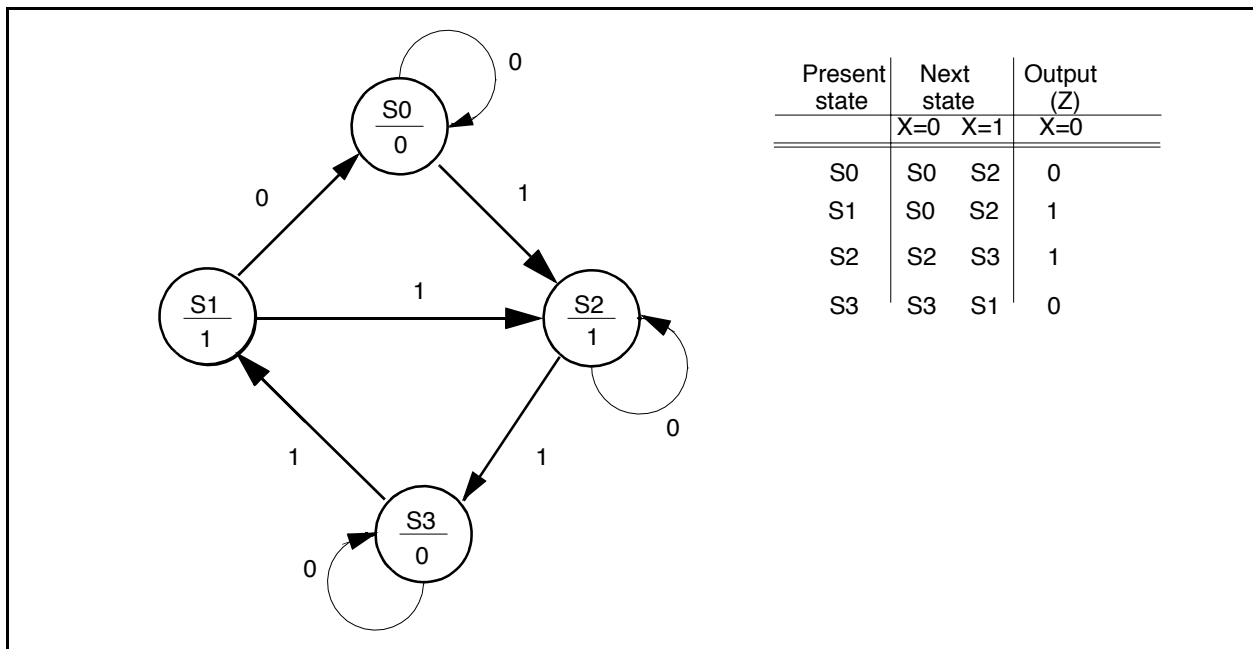 0
S0
0
0
1
S1
1
1
S2
1
0
1
1
S3
0
0
Present Next Output
state state (Z)
X=0 X=1 X=0
S0 S0 S2 0
S1 S0 S2 1
S2 S2 S3 1
S3 S3 S1 0